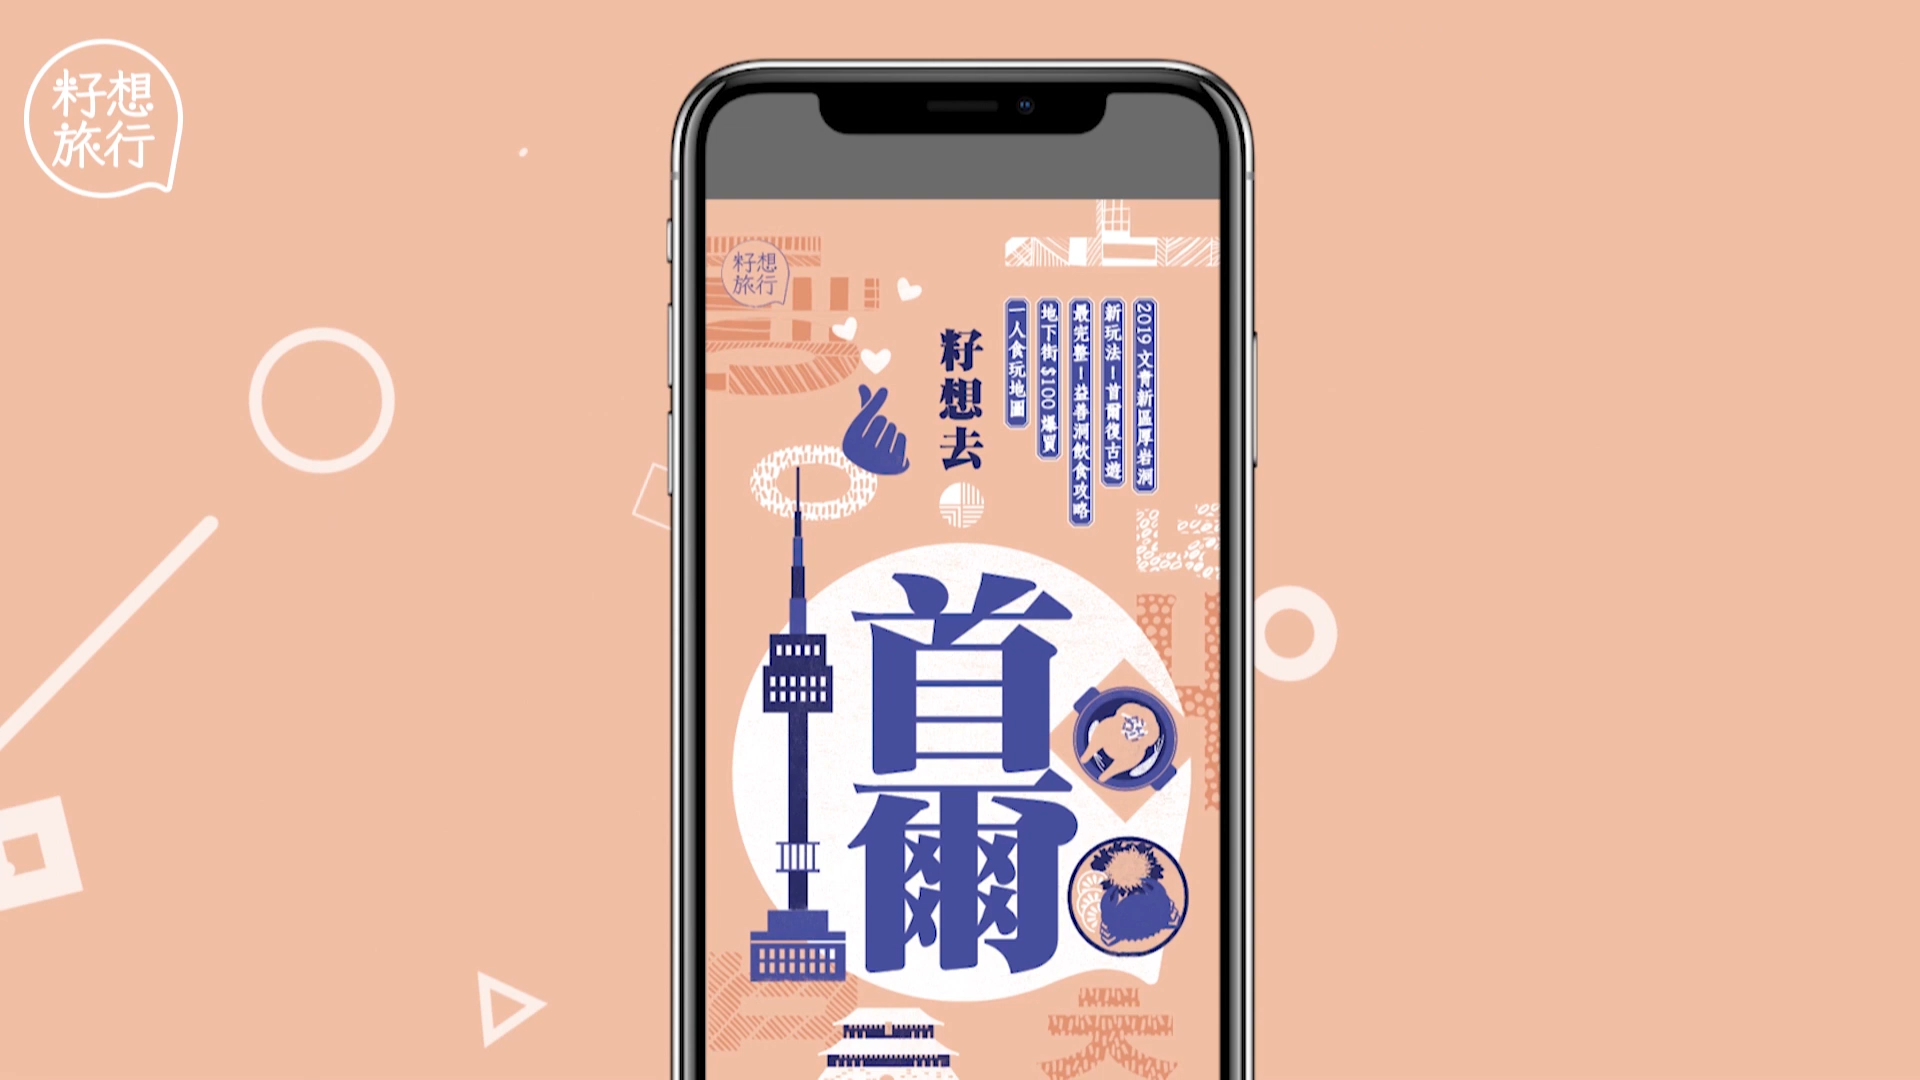 籽想
旅行
籽想
旅行
2019 文青新區厚岩洞
新玩法！首爾復古遊
最完整！益善洞飲食攻略
地下街 $100 爆買
一人食玩地圖
籽想去
首爾